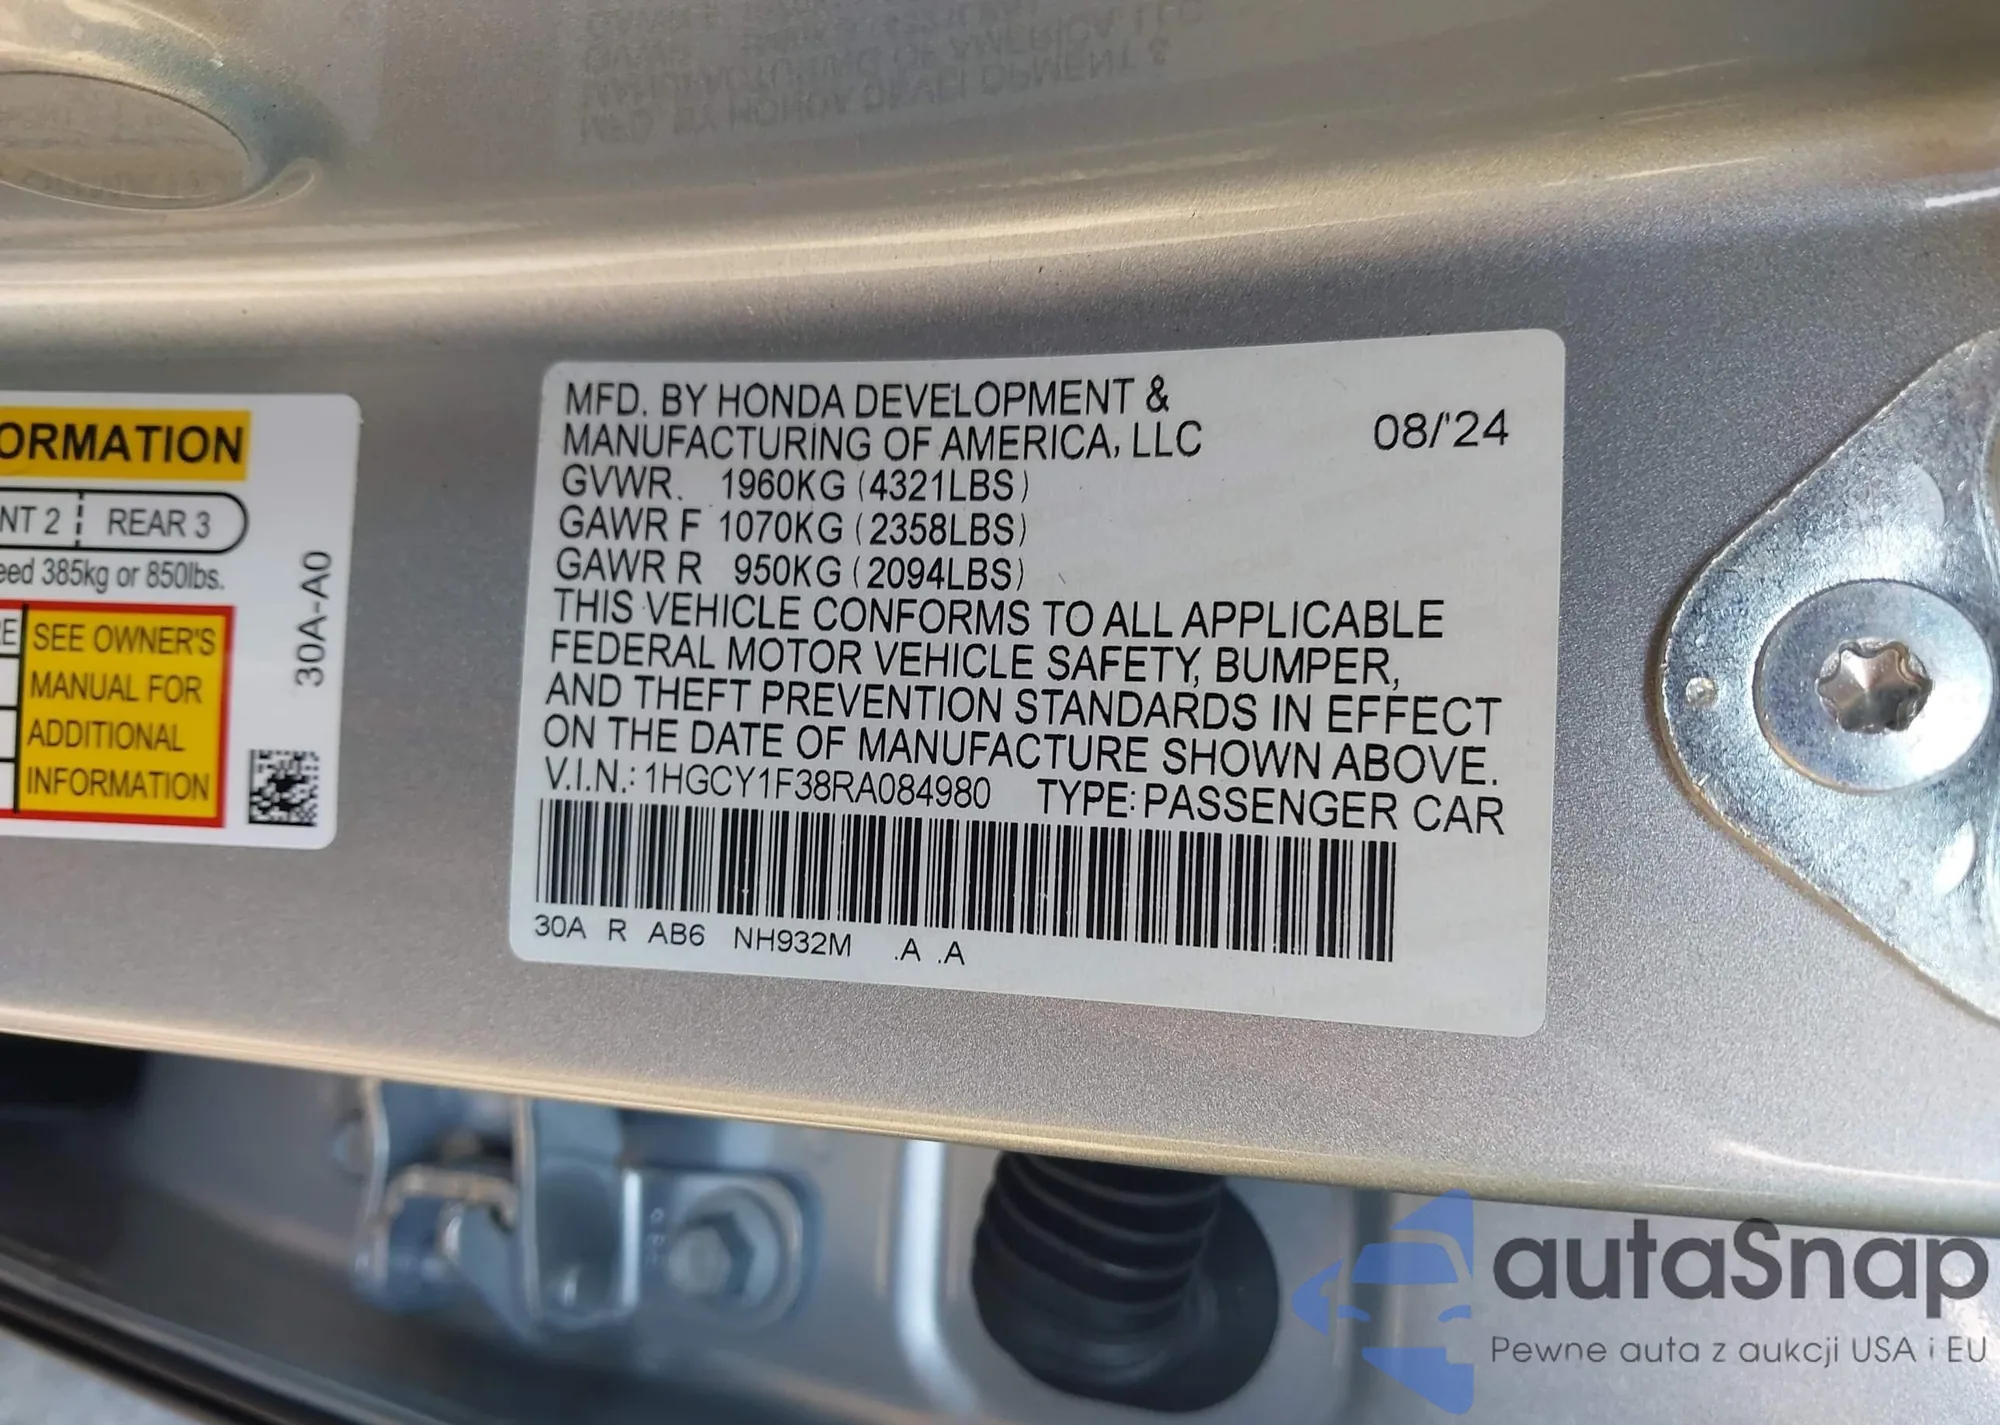 ORMATION
NT 2 REAR 3
eed 385kg or 850lbs.
SEE OWNER'S
MANUAL FOR
ADDITIONAL
INFORMATION
30A-A0
MFD. BY HONDA DEVELOPMENT &
MANUFACTURING OF AMERICA, LLC
08/'24
GVWR. 1960KG (4321LBS)
GAWR F 1070KG (2358LBS)
GAWR R 950KG (2094LBS)
THIS VEHICLE CONFORMS TO ALL APPLICABLE
FEDERAL MOTOR VEHICLE SAFETY, BUMPER,
AND THEFT PREVENTION STANDARDS IN EFFECT
ON THE DATE OF MANUFACTURE SHOWN ABOVE.
V.I.N.: 1HGCY1F38RA084980 TYPE: PASSENGER CAR
30A R AB6 NH932M .A .A
autaSnap
Pewne auta z aukcji USA i EU